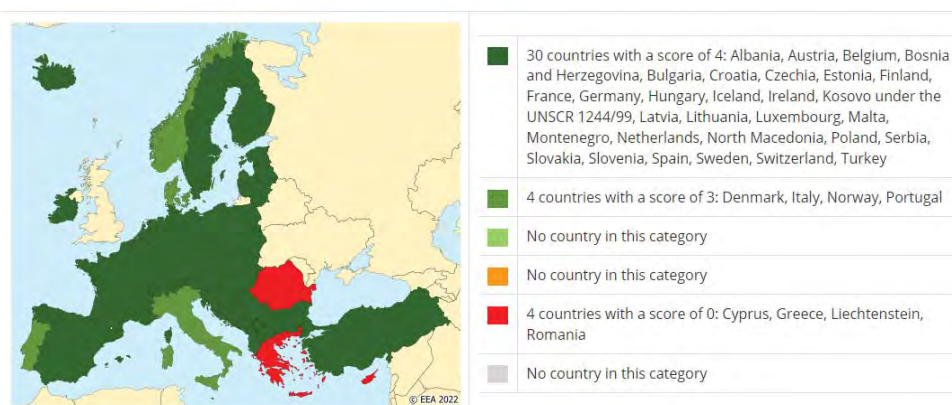 30 countries with a score of 4: Albania, Austria, Belgium, Bosnia
and Herzegovina, Bulgaria, Croatia, Czechia, Estonia, Finland,
France, Germany, Hungary, Iceland, Ireland, Kosovo under the
UNSCR 1244/99, Latvia, Lithuania, Luxembourg, Malta,
Montenegro, Netherlands, North Macedonia, Poland, Serbia,
Slovakia, Slovenia, Spain, Sweden, Switzerland, Turkey
4 countries with a score of 3: Denmark, Italy, Norway, Portugal
No country in this category
No country in this category
4 countries with a score of 0: Cyprus, Greece, Liechtenstein,
Romania
No country in this category
© EEA 2022